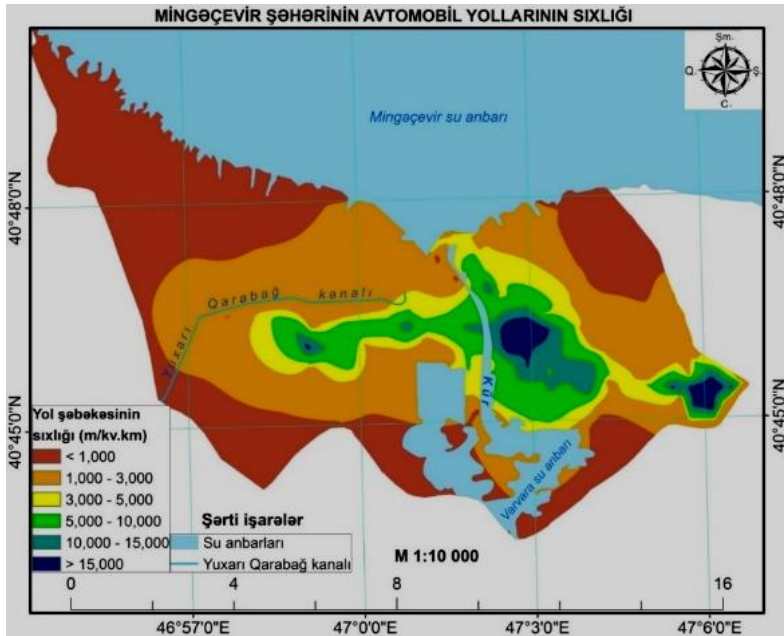 MİNGƏÇEVİR ŞƏHƏRİNİN AVTOMOBİL YOLLARININ SIXLIĞI
Şm.
Q.
Ş.
C.
Mingəçevir su anbarı
40°48'0"N
40°48'0"N
Qarabağ kanalı
Yuxarı
Kür
40°45'0"N
40°45'0"N
Varvara su anbarı
Yol şəbəkəsinin
sıxlığı (m/kv.km)
< 1,000
1,000 - 3,000
3,000 - 5,000
5,000 - 10,000
10,000 - 15,000
> 15,000
Şərti işarələr
Su anbarları
Yuxarı Qarabağ kanalı
M 1:10 000
0 4 8 16
46°57'0"E 47°0'0"E 47°3'0"E 47°6'0"E